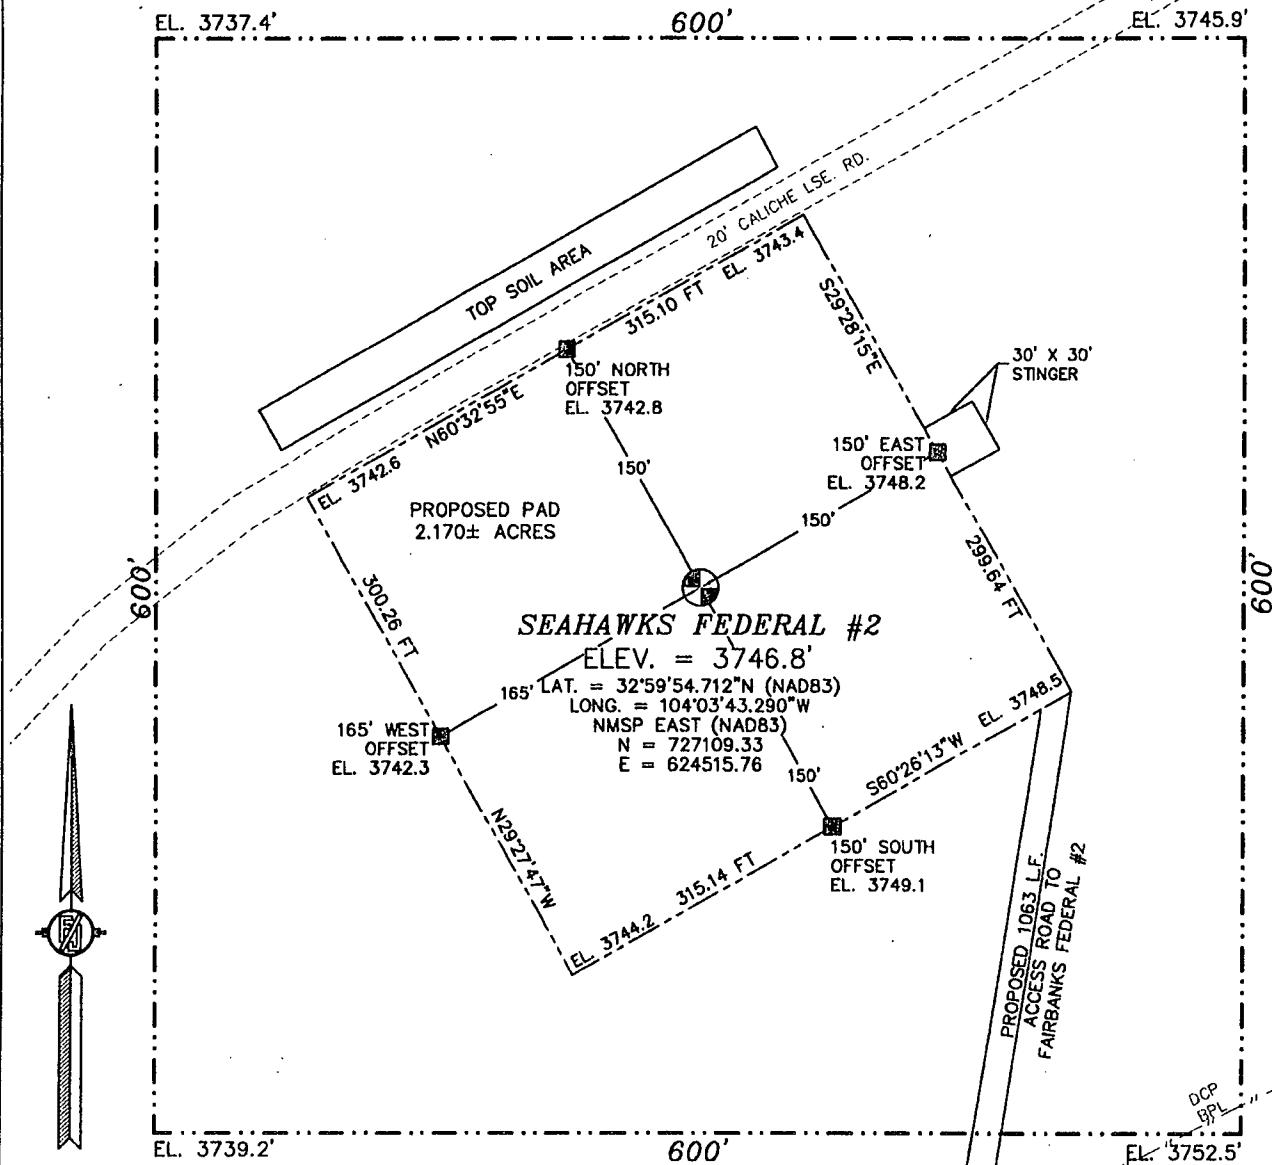 EL. 3737.4'
600'
EL. 3745.9'
20' CALICHE LSE. RD.
TOP SOIL AREA
315.10 FT
EL. 3743.4
N60°32'55"E
EL. 3742.6
S29°28'15"E
150' NORTH
OFFSET
EL. 3742.8
30' X 30'
STINGER
150' EAST
OFFSET
EL. 3748.2
150'
150'
PROPOSED PAD
2.170± ACRES
299.64 FT
300.26 FT
600'
600'
SEAHAWKS FEDERAL #2
ELEV. = 3746.8'
LAT. = 32°59'54.712"N (NAD83)
LONG. = 104°03'43.290"W
NMSP EAST (NAD83)
N = 727109.33
E = 624515.76
165'
165' WEST
OFFSET
EL. 3742.3
EL. 3748.5
S60°26'13"W
150'
150' SOUTH
OFFSET
EL. 3749.1
N29°27'47"W
315.14 FT
EL. 3744.2
PROPOSED 1063 L.F.
ACCESS ROAD TO
FAIRBANKS FEDERAL #2
DCP
BPL
EL. 3739.2'
600'
EL. 3752.5'